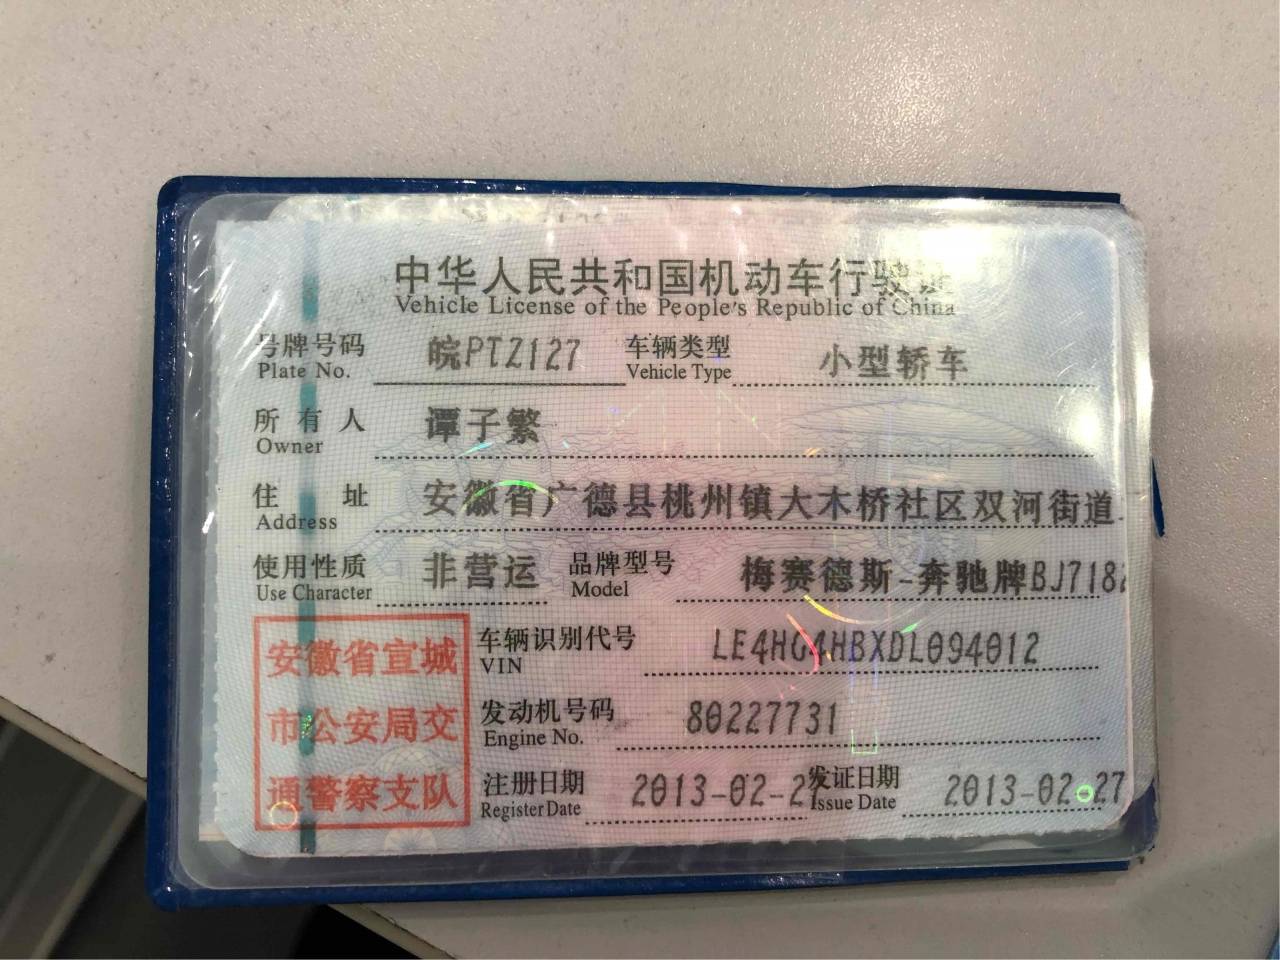 中华人民共和国机动车行驶证
Vehicle License of the People's Republic of China
号牌号码 皖PTZ127 车辆类型 小型轿车
Plate No. Vehicle Type
所有人 谭子繁
Owner
住址 安徽省广德县桃州镇大木桥社区双河街道
Address
使用性质 非营运 品牌型号 梅赛德斯-奔驰牌BJ718
Use Character Model
安徽省宣城
市公安局交
通警察支队
车辆识别代号 LE4HG4HBXDL094012
VIN
发动机号码 80227731
Engine No.
注册日期 2013-02-27 发证日期 2013-02-27
Register Date Issue Date